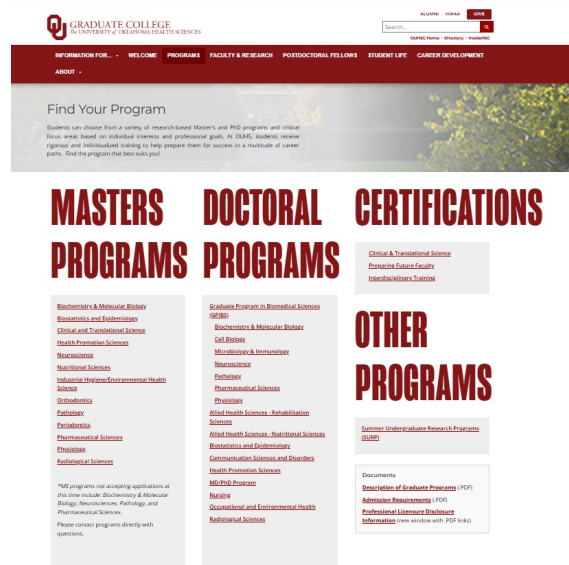 ALUMNI HIPAA GIVE
GRADUATE COLLEGE
The UNIVERSITY of OKLAHOMA HEALTH SCIENCES
Search...
OUHSC Home - Directory - InsideHSC
INFORMATION FOR... WELCOME PROGRAMS FACULTY & RESEARCH POSTDOCTORAL FELLOWS STUDENT LIFE CAREER DEVELOPMENT
ABOUT
Find Your Program
Students can choose from a variety of research-based Master's and PhD programs and critical
focus areas based on individual interests and professional goals. At OUHS, students receive
rigorous and individualized training to help prepare them for success in a multitude of career
paths. Find the program that best suits you!
MASTERS
PROGRAMS
Biochemistry & Molecular Biology
Biostatistics and Epidemiology
Clinical and Translational Science
Health Promotion Sciences
Neuroscience
Nutritional Sciences
Industrial Hygiene/Environmental Health
Science
Orthodontics
Pathology
Periodontics
Pharmaceutical Sciences
Physiology
Radiological Sciences
*MS programs not accepting applications at
this time include: Biochemistry & Molecular
Biology, Neurosciences, Pathology, and
Pharmaceutical Sciences.
Please contact programs directly with
questions.
DOCTORAL
PROGRAMS
Graduate Program in Biomedical Sciences
(GPiBS)
Biochemistry & Molecular Biology
Cell Biology
Microbiology & Immunology
Neuroscience
Pathology
Pharmaceutical Sciences
Physiology
Allied Health Sciences - Rehabilitation
Sciences
Allied Health Sciences - Nutritional Sciences
Biostatistics and Epidemiology
Communication Sciences and Disorders
Health Promotion Sciences
MD/PhD Program
Nursing
Occupational and Environmental Health
Radiological Sciences
CERTIFICATIONS
Clinical & Translational Science
Preparing Future Faculty
Interdisciplinary Training
OTHER
PROGRAMS
Summer Undergraduate Research Programs
(SURP)
Documents
Description of Graduate Programs (.PDF)
Admission Requirements (.PDF)
Professional Licensure Disclosure
Information (new window with .PDF links)